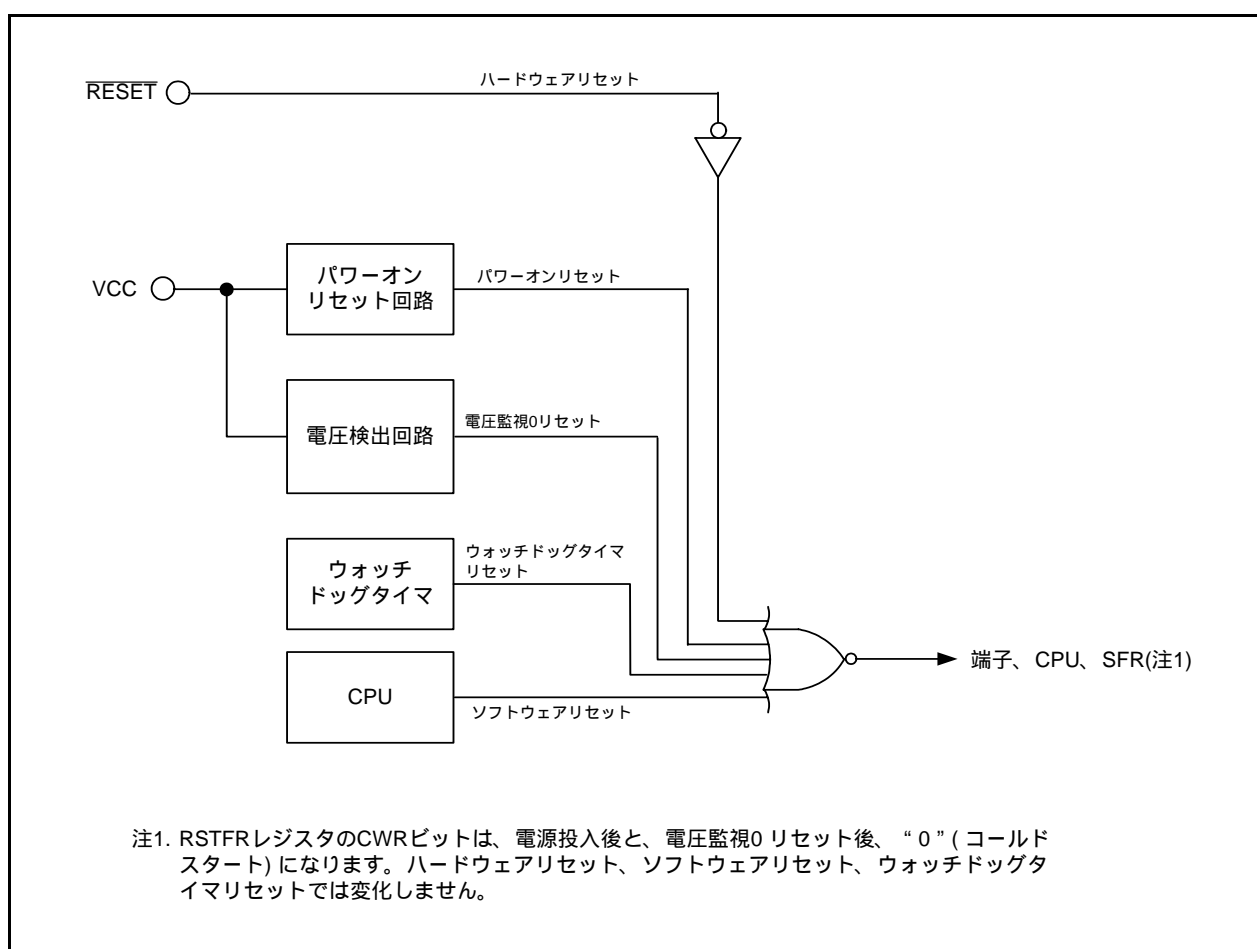 RESET
ハードウェアリセット
VCC
パワーオン
リセット回路
パワーオンリセット
電圧検出回路
電圧監視0リセット
ウォッチ
ドッグタイマ
ウォッチドッグタイマ
リセット
CPU
ソフトウェアリセット
端子、CPU、SFR(注1)
注1. RSTFRレジスタのCWRビットは、電源投入後と、電圧監視0 リセット後、 “ 0 ” ( コールド
スタート) になります。ハードウェアリセット、ソフトウェアリセット、ウォッチドッグタ
イマリセットでは変化しません。